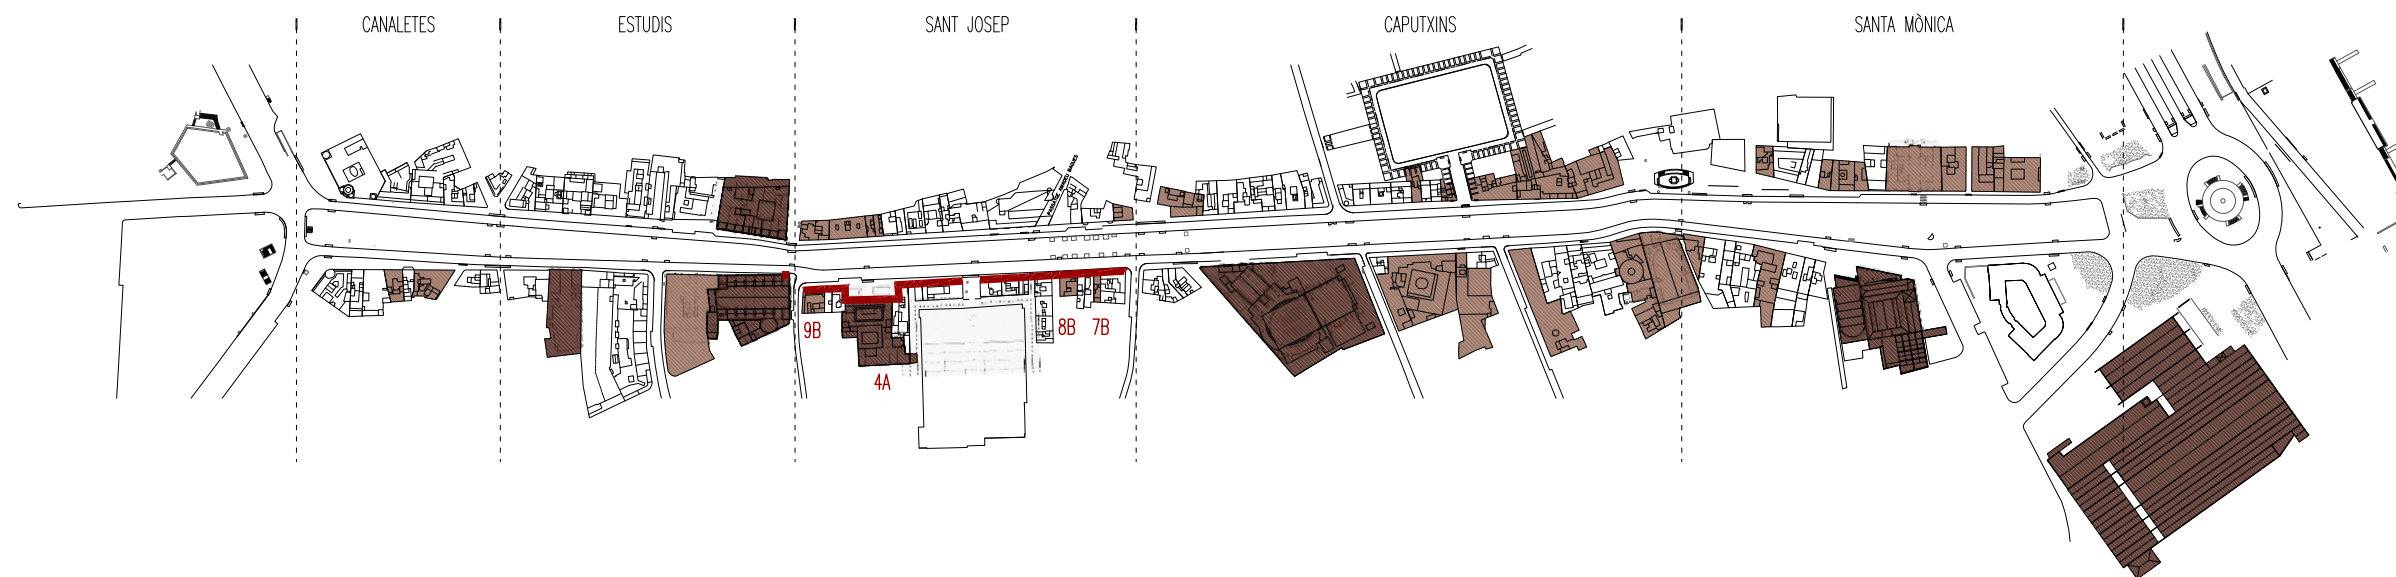 CANALETES
ESTUDIS
SANT JOSEP
CAPUTXINS
SANTA MÒNICA
9B
8B
7B
4A